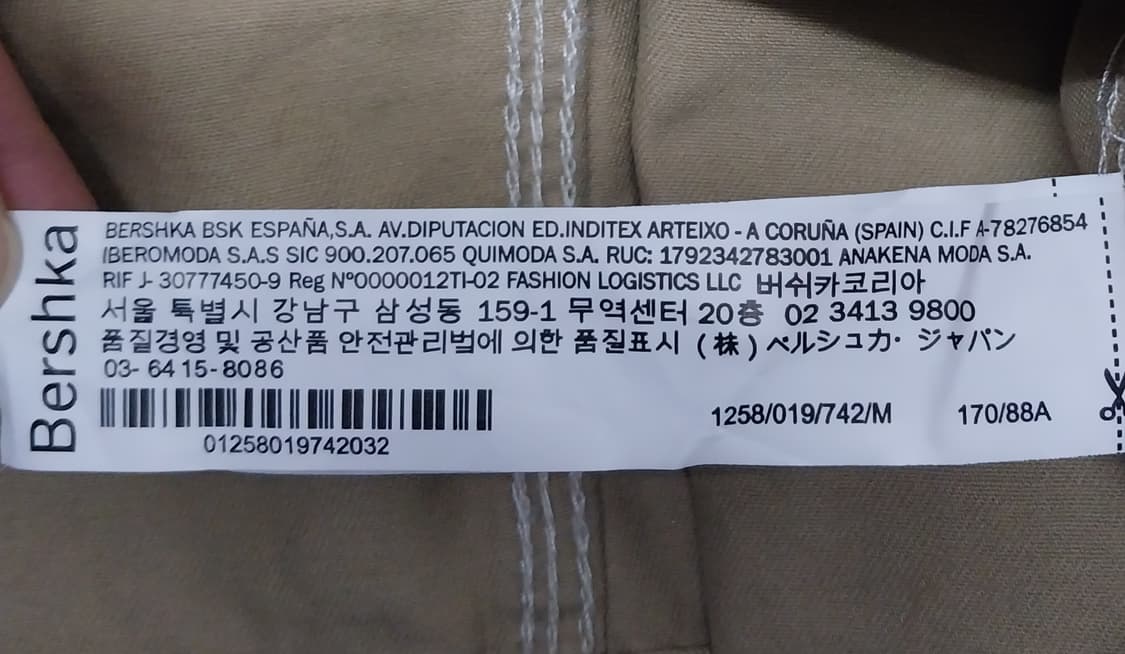 Bershka
BERSHKA BSK ESPAÑA,S.A. AV.DIPUTACION ED.INDITEX ARTEIXO - A CORUÑA (SPAIN) C.I.F A-78276854
IBEROMODA S.A.S SIC 900.207.065 QUIMODA S.A. RUC: 1792342783001 ANAKENA MODA S.A.
RIF J- 30777450-9 Reg Nº0000012TI-02 FASHION LOGISTICS LLC 버쉬카코리아
서울 특별시 강남구 삼성동 159-1 무역센터 20층 02 3413 9800
품질경영 및 공산품 안전관리법에 의한 품질표시 (株) ベルシュカ・ジャパン
03- 6415-8086
01258019742032
1258/019/742/M 170/88A